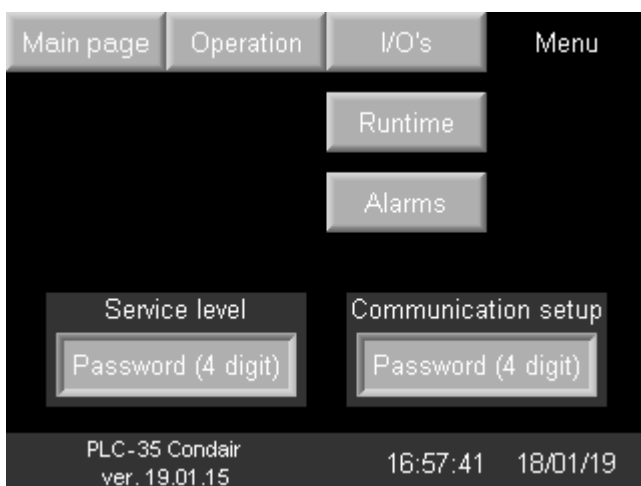 Main page
Operation
I/O's
Menu
Runtime
Alarms
Service level
Password (4 digit)
Communication setup
Password (4 digit)
PLC-35 Condair
ver. 19.01.15
16:57:41
18/01/19